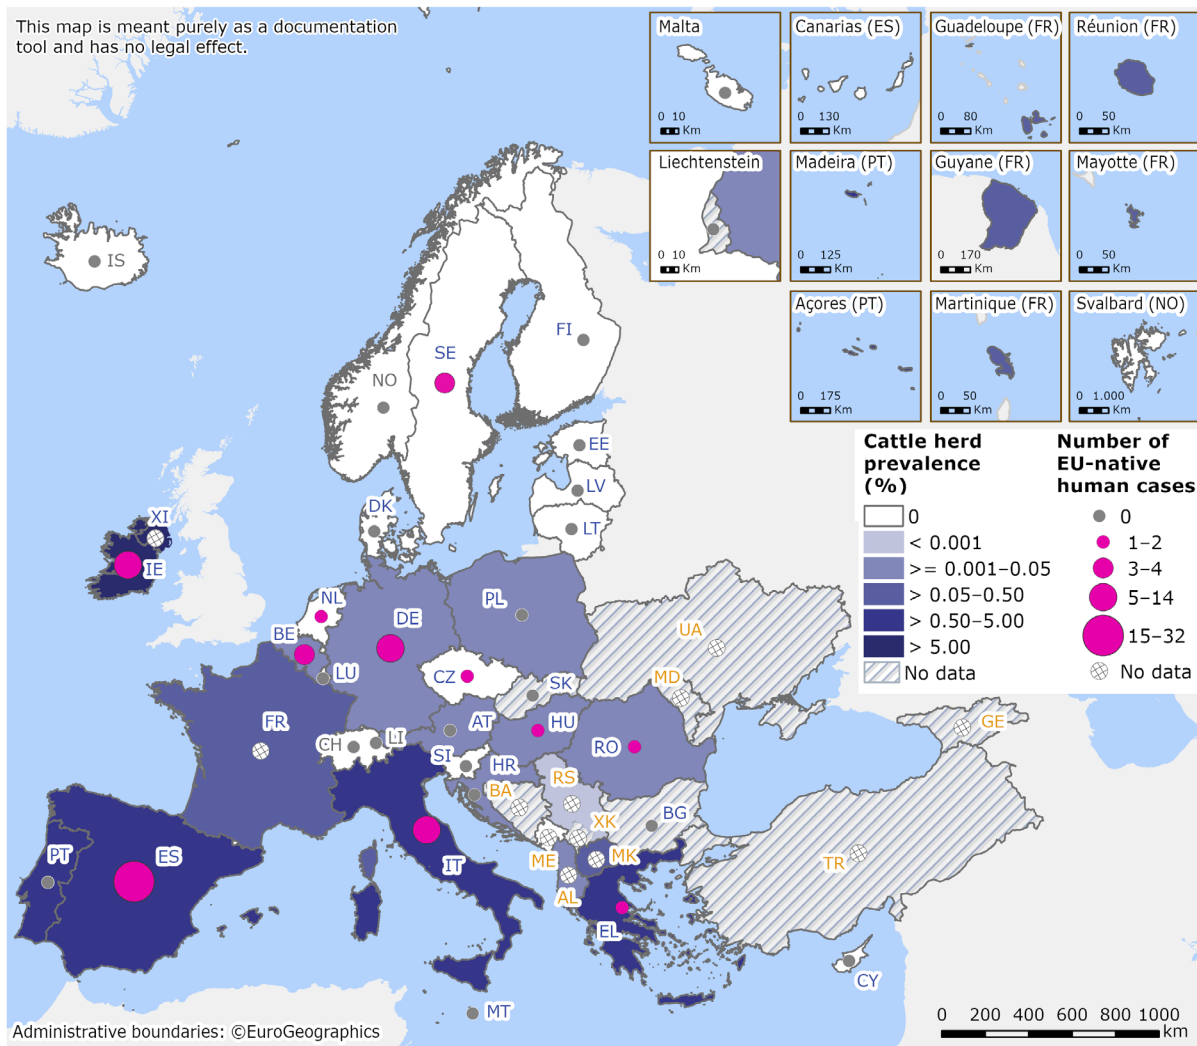 This map is meant purely as a documentation
tool and has no legal effect.
Malta
0 10
Km
Canarias (ES)
0 130
Km
Guadeloupe (FR)
0 80
Km
Réunion (FR)
0 50
Km
Liechtenstein
0 10
Km
Madeira (PT)
0 125
Km
Guyane (FR)
0 170
Km
Mayotte (FR)
0 50
Km
Açores (PT)
0 175
Km
Martinique (FR)
0 50
Km
Svalbard (NO)
0 1.000
Km
IS
FI
SE
NO
EE
LV
LT
DK
XI
IE
NL
DE
PL
BE
LU
UA
CZ
SK
MD
FR
CH
LI
AT
HU
RO
GE
SI
HR
BA
RS
BG
XK
ME
MK
AL
TR
PT
ES
IT
EL
CY
MT
Cattle herd
prevalence
(%)
0
< 0.001
>= 0.001–0.05
> 0.05–0.50
> 0.50–5.00
> 5.00
No data
Number of
EU-native
human cases
0
1–2
3–4
5–14
15–32
No data
Administrative boundaries: ©EuroGeographics
0 200 400 600 800 1000
km